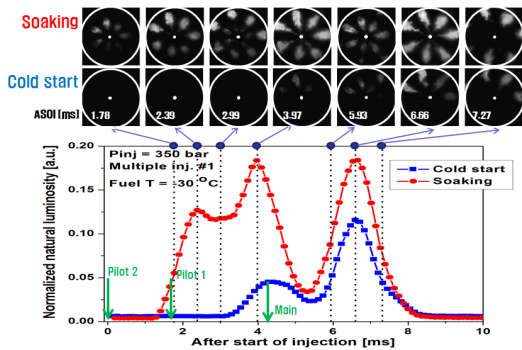 Soaking
Cold start
ASOI [ms]
1.78 2.39 2.99 3.97 5.93 6.66 7.27
Normalized natural luminosity [a.u.]
0.20
0.15
0.10
0.05
0.00
Pinj = 350 bar
Multiple inj. #1
Fuel T = -30 °C
Cold start
Soaking
Pilot 2
Pilot 1
Main
0 2 4 6 8 10
After start of injection [ms]